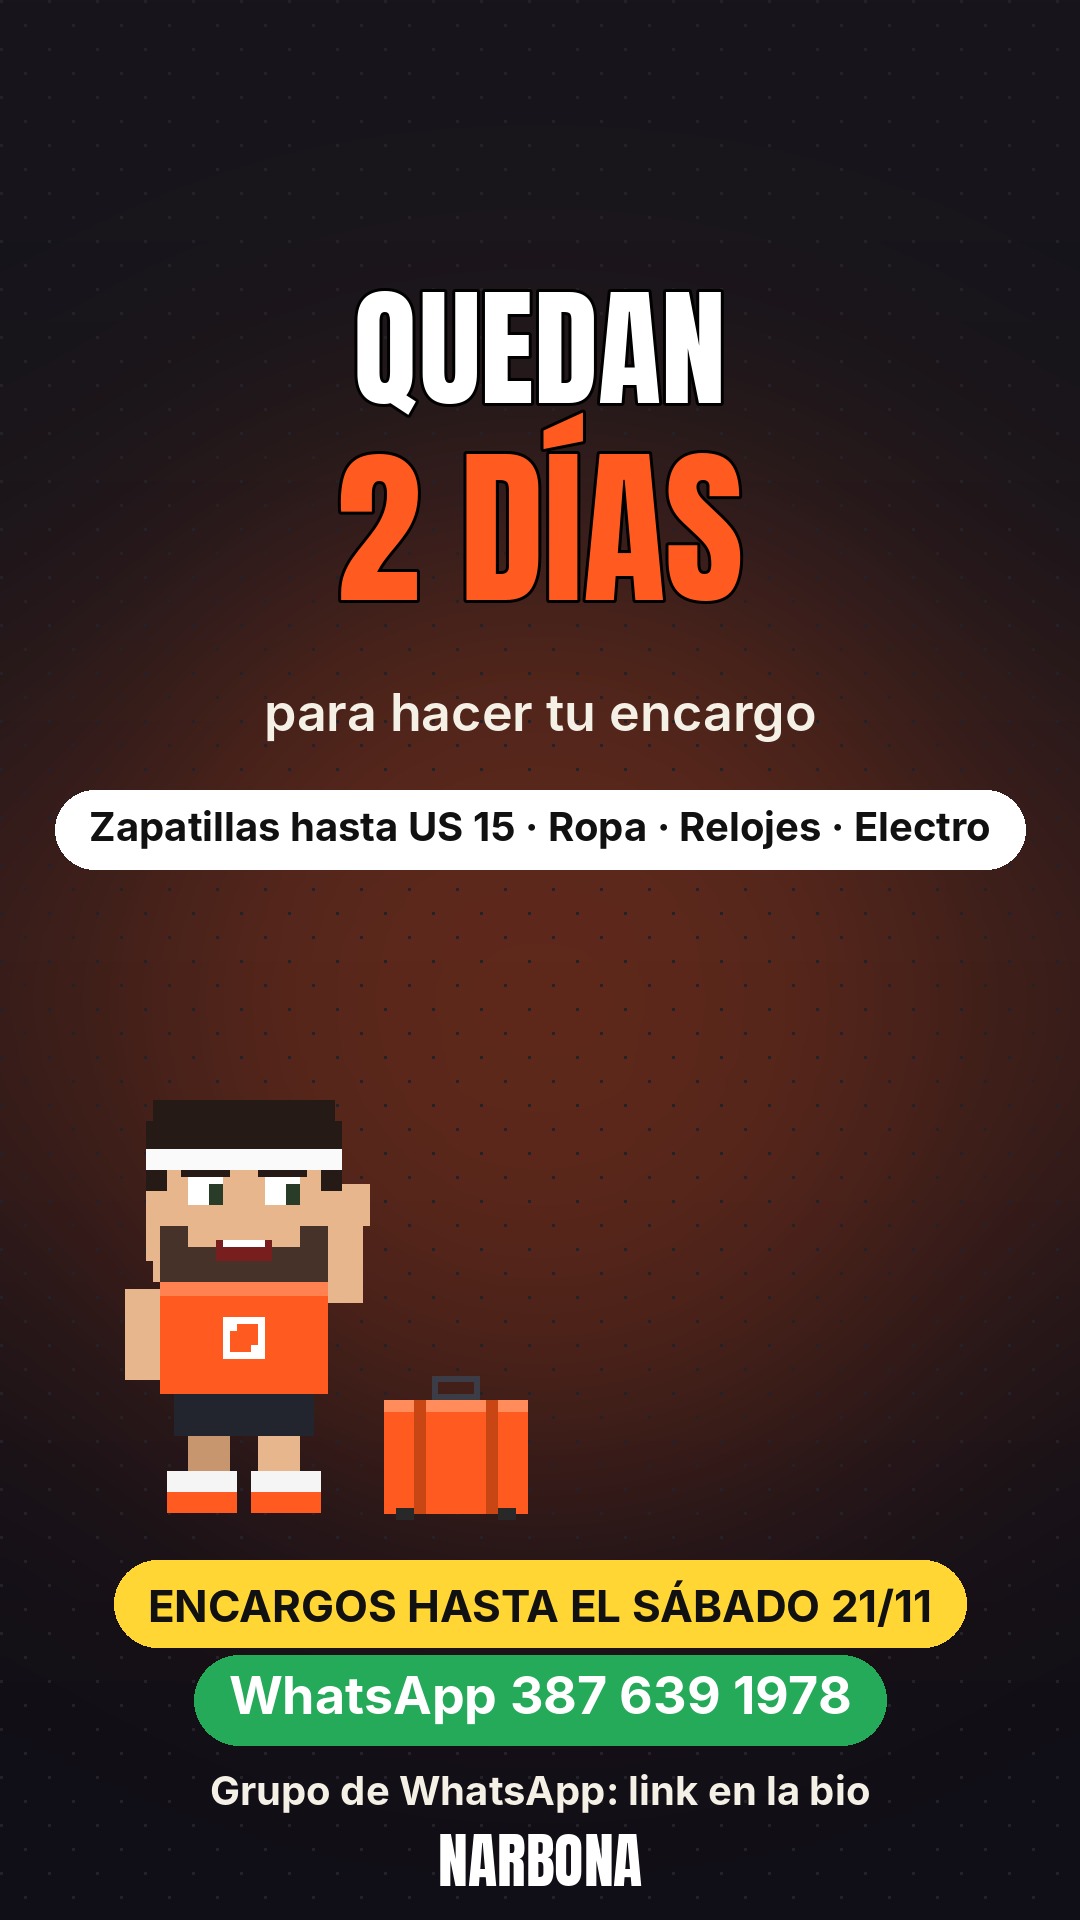 QUEDAN
2 DÍAS
para hacer tu encargo
Zapatillas hasta US 15 · Ropa · Relojes · Electro
ENCARGOS HASTA EL SÁBADO 21/11
WhatsApp 387 639 1978
Grupo de WhatsApp: link en la bio
NARBONA